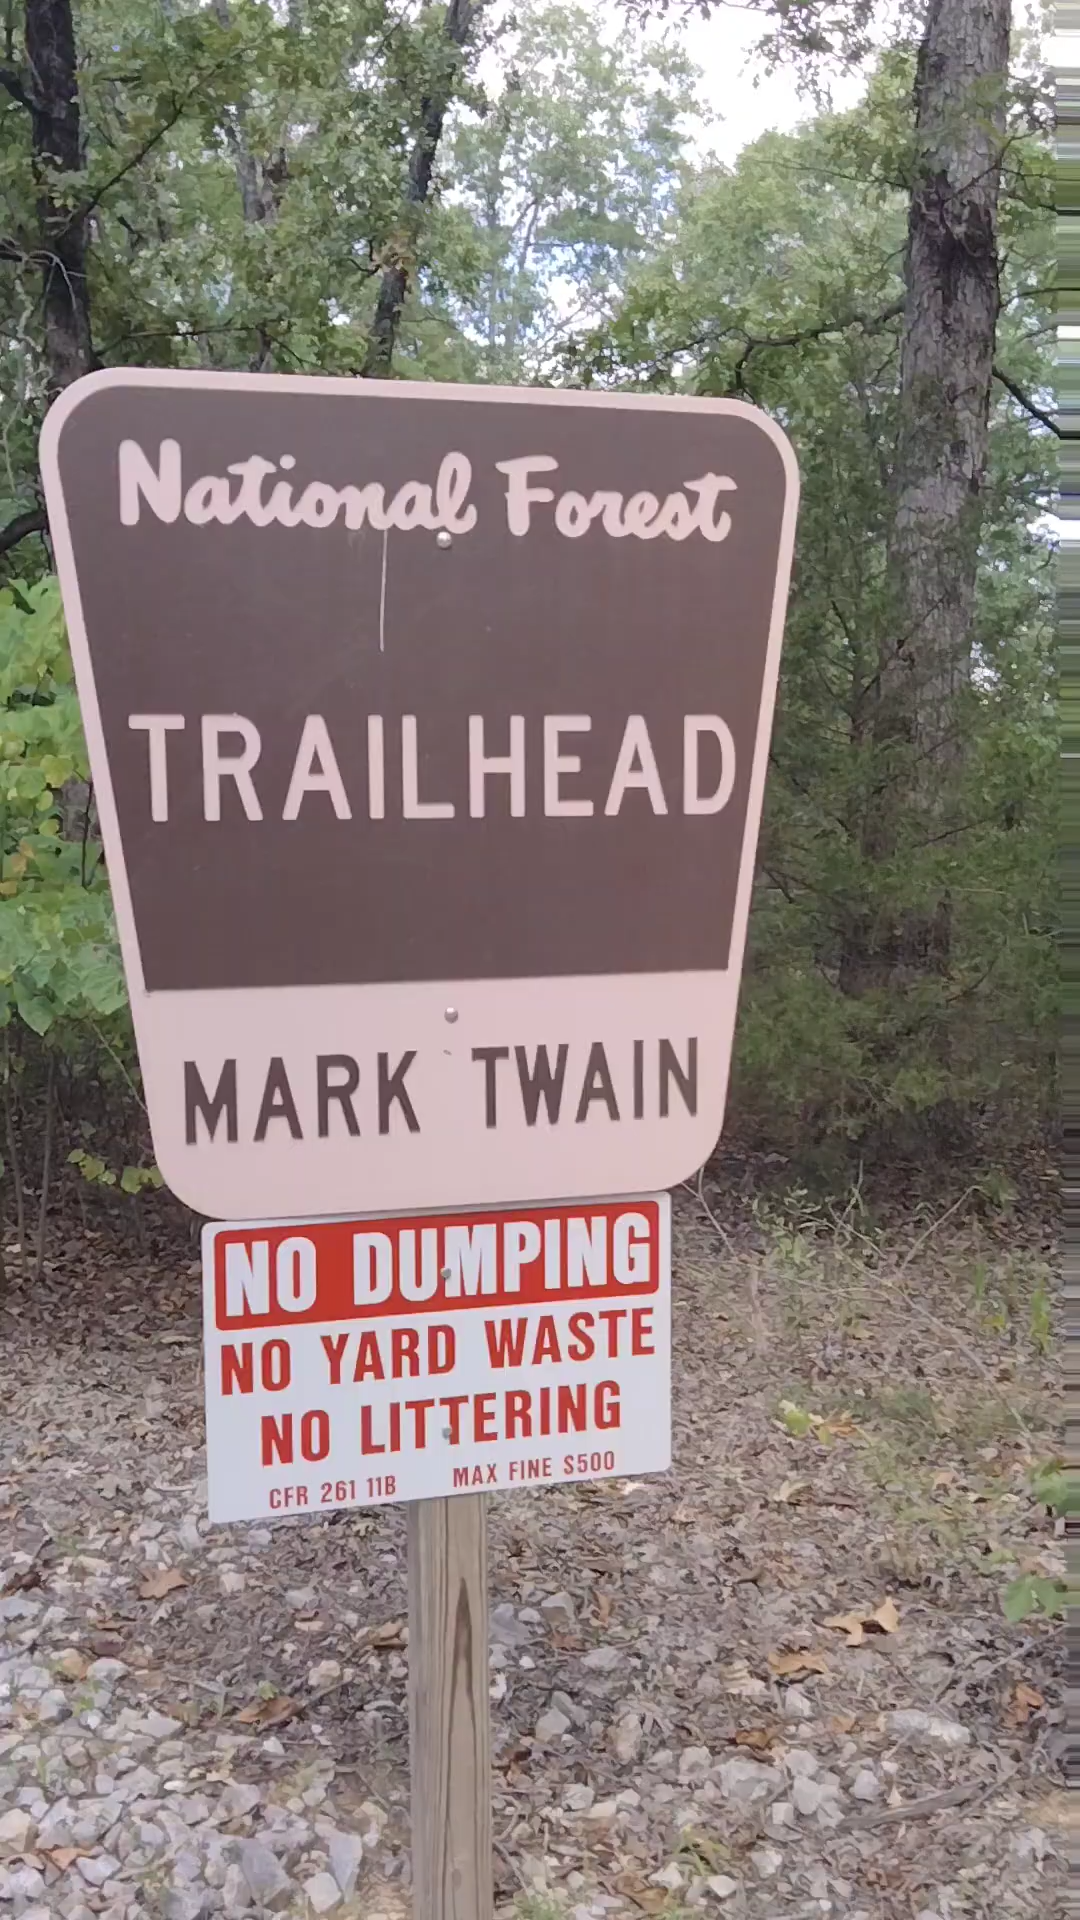 National Forest
TRAILHEAD
MARK TWAIN
NO DUMPING
NO YARD WASTE
NO LITTERING
CFR 261 11B MAX FINE $500